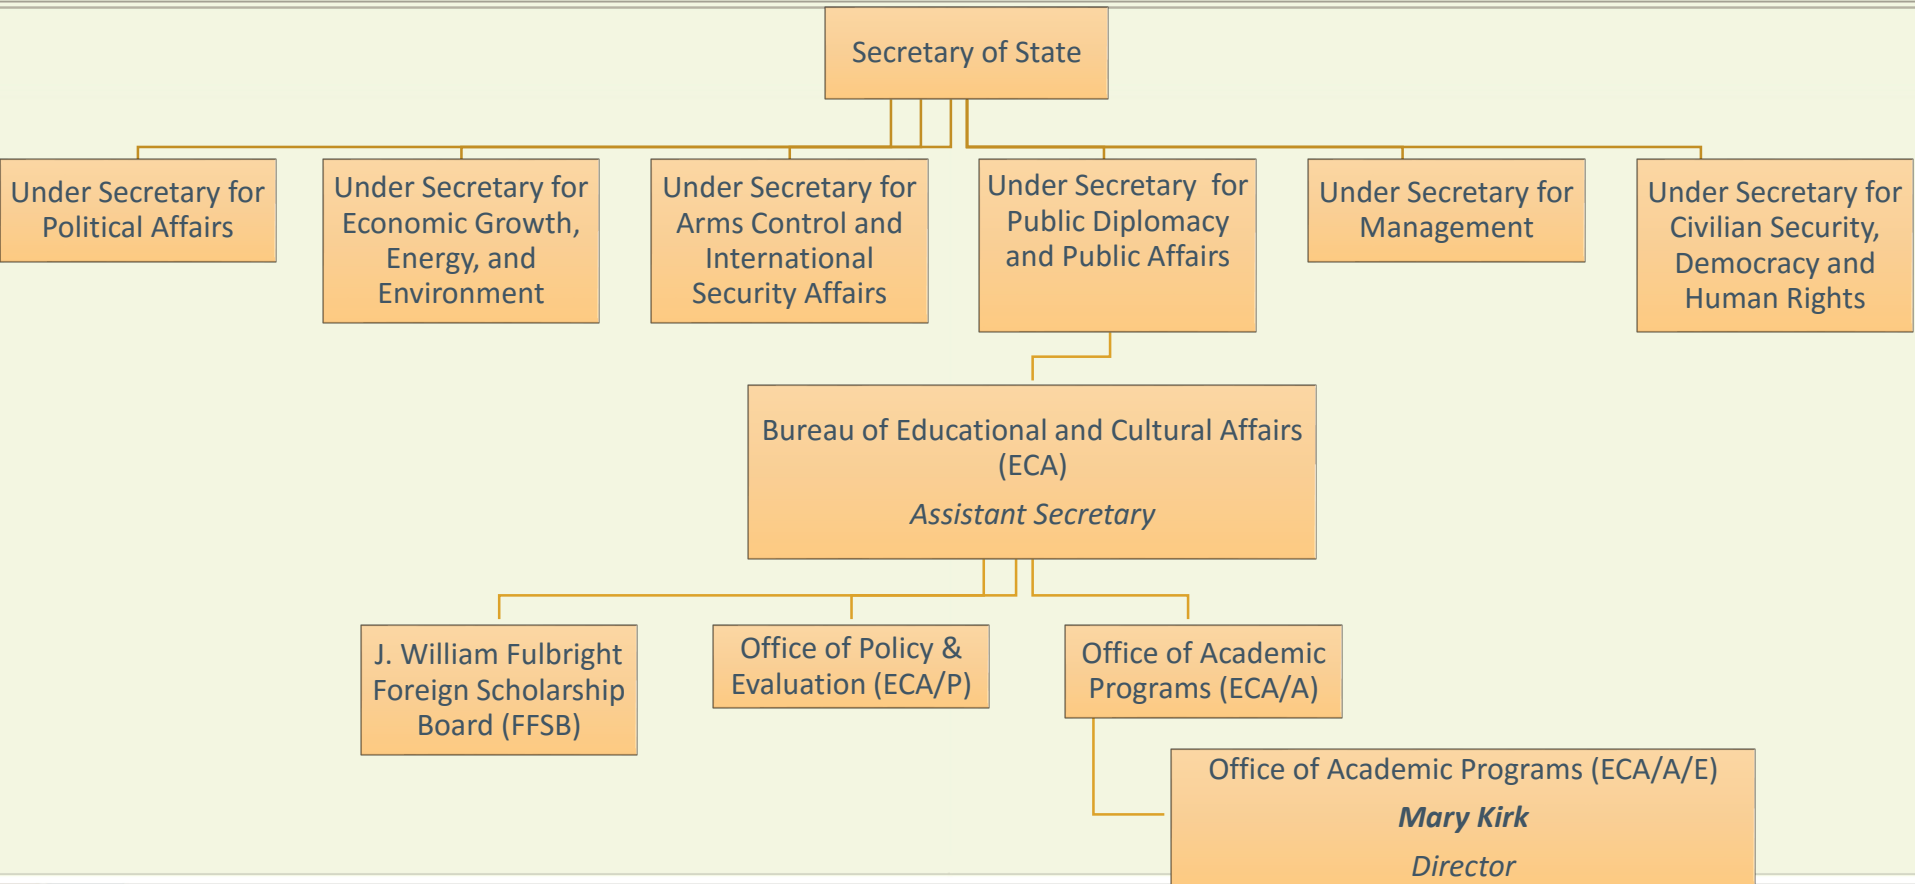 Secretary of State
Under Secretary for
Political Affairs
Under Secretary for
Economic Growth,
Energy, and
Environment
Under Secretary for
Arms Control and
International
Security Affairs
Under Secretary for
Public Diplomacy
and Public Affairs
Under Secretary for
Management
Under Secretary for
Civilian Security,
Democracy and
Human Rights
Bureau of Educational and Cultural Affairs
(ECA)
Assistant Secretary
J. William Fulbright
Foreign Scholarship
Board (FFSB)
Office of Policy &
Evaluation (ECA/P)
Office of Academic
Programs (ECA/A)
Office of Academic Programs (ECA/A/E)
Mary Kirk
Director